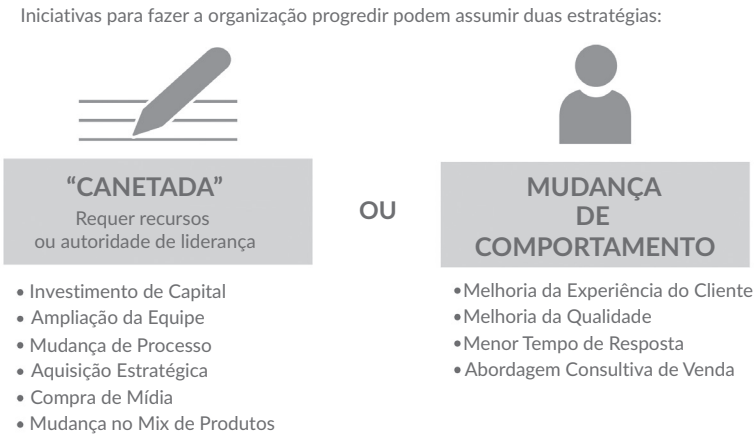 Iniciativas para fazer a organização progredir podem assumir duas estratégias:
“CANETADA”
Requer recursos
ou autoridade de liderança
• Investimento de Capital
• Ampliação da Equipe
• Mudança de Processo
• Aquisição Estratégica
• Compra de Mídia
• Mudança no Mix de Produtos
OU
MUDANÇA
DE
COMPORTAMENTO
• Melhoria da Experiência do Cliente
• Melhoria da Qualidade
• Menor Tempo de Resposta
• Abordagem Consultiva de Venda